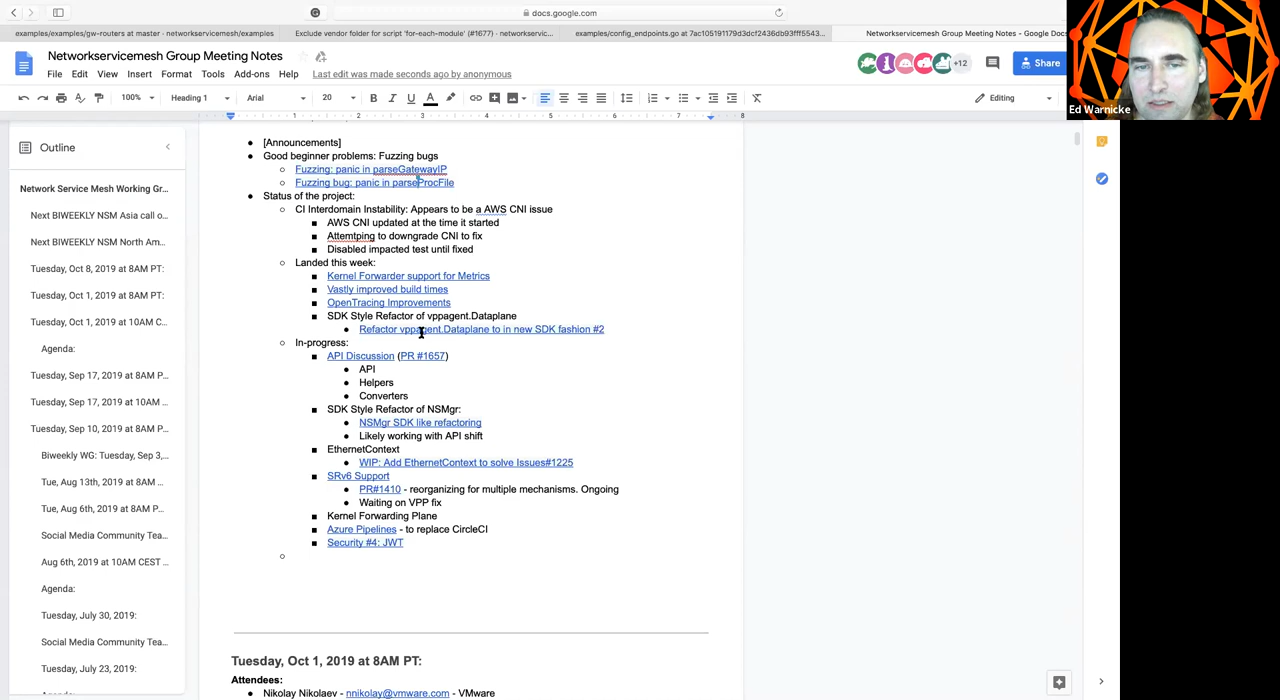 docs.google.com
examples/examples/gw-routers at master · networkservicemesh/examples
Exclude vendor folder for script 'for-each-module' (#1677) · networkservic...
examples/config_endpoints.go at 7ac105191179d3dcf2436db93fff5543...
Networkservicemesh Group Meeting Notes - Google Docs
Networkservicemesh Group Meeting Notes
File Edit View Insert Format Tools Add-ons Help Last edit was made seconds ago by anonymous
+12
Share
100% Heading 1 Arial 20 B I U A
Editing
Ed Warnicke
1 2 3 4 5 6 7 8
Outline
Network Service Mesh Working Gr...
Next BIWEEKLY NSM Asia call o...
Next BIWEEKLY NSM North Am...
Tuesday, Oct 8, 2019 at 8AM PT:
Tuesday, Oct 1, 2019 at 8AM PT:
Tuesday, Oct 1, 2019 at 10AM C...
Agenda:
Tuesday, Sep 17, 2019 at 8AM P...
Tuesday, Sep 17, 2019 at 10AM ...
Tuesday, Sep 10, 2019 at 8AM P...
Biweekly WG: Tuesday, Sep 3,...
Tue, Aug 13th, 2019 at 8AM ...
Tue, Aug 6th, 2019 at 8AM P...
Social Media Community Tea...
Aug 6th, 2019 at 10AM CEST ...
Agenda:
Tuesday, July 30, 2019:
Social Media Community Tea...
Tuesday, July 23, 2019:
[Announcements]
Good beginner problems: Fuzzing bugs
Fuzzing: panic in parseGatewayIP
Fuzzing bug: panic in parseProcFile
Status of the project:
CI Interdomain Instability: Appears to be a AWS CNI issue
AWS CNI updated at the time it started
Attemtping to downgrade CNI to fix
Disabled impacted test until fixed
Landed this week:
Kernel Forwarder support for Metrics
Vastly improved build times
OpenTracing Improvements
SDK Style Refactor of vppagent.Dataplane
Refactor vppagent.Dataplane to in new SDK fashion #2
In-progress:
API Discussion (PR #1657)
API
Helpers
Converters
SDK Style Refactor of NSMgr:
NSMgr SDK like refactoring
Likely working with API shift
EthernetContext
WIP: Add EthernetContext to solve Issues#1225
SRv6 Support
PR#1410 - reorganizing for multiple mechanisms. Ongoing
Waiting on VPP fix
Kernel Forwarding Plane
Azure Pipelines - to replace CircleCI
Security #4: JWT
Tuesday, Oct 1, 2019 at 8AM PT:
Attendees:
Nikolay Nikolaev - nnikolay@vmware.com - VMware